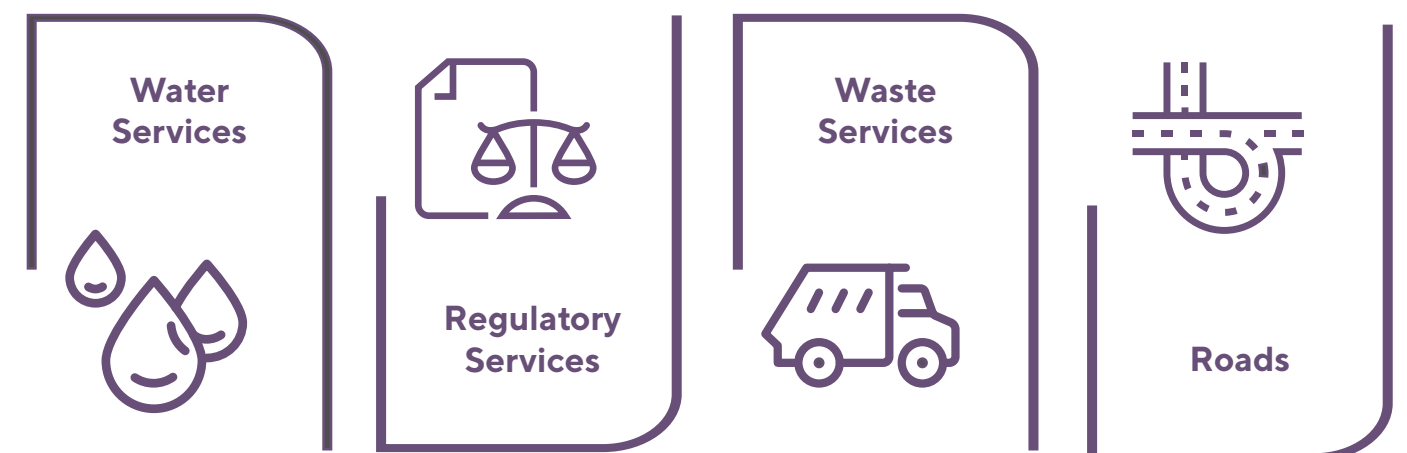 Water
Services
Regulatory
Services
Waste
Services
Roads